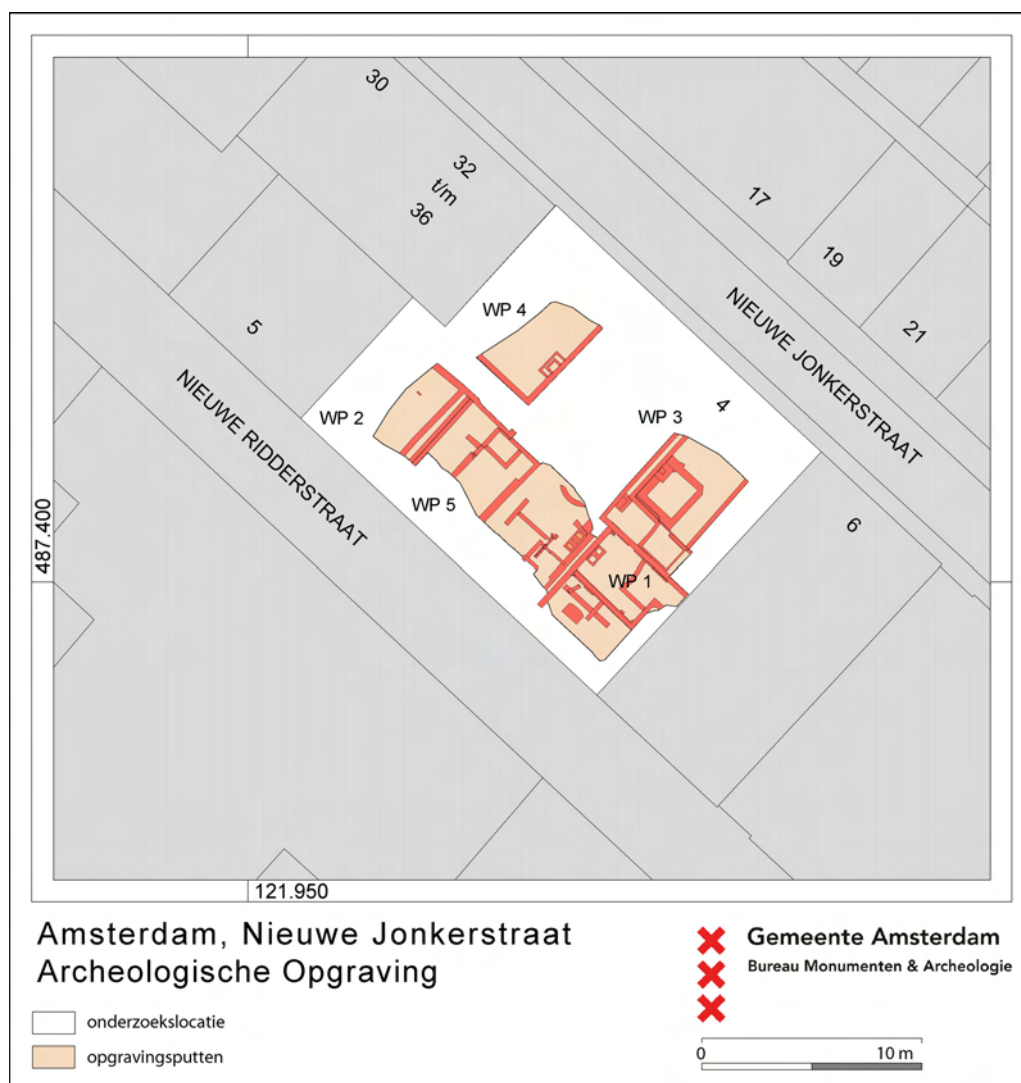 30
32
t/m
36
17
19
21
5
WP 4
NIEUWE JONKERSTRAAT
WP 2
NIEUWE RIDDERSTRAAT
WP 3
4
WP 5
6
WP 1
487.400
121.950
Amsterdam, Nieuwe Jonkerstraat
Archeologische Opgraving
onderzoekslocatie
opgravingsputten
Gemeente Amsterdam
Bureau Monumenten & Archeologie
0 10 m